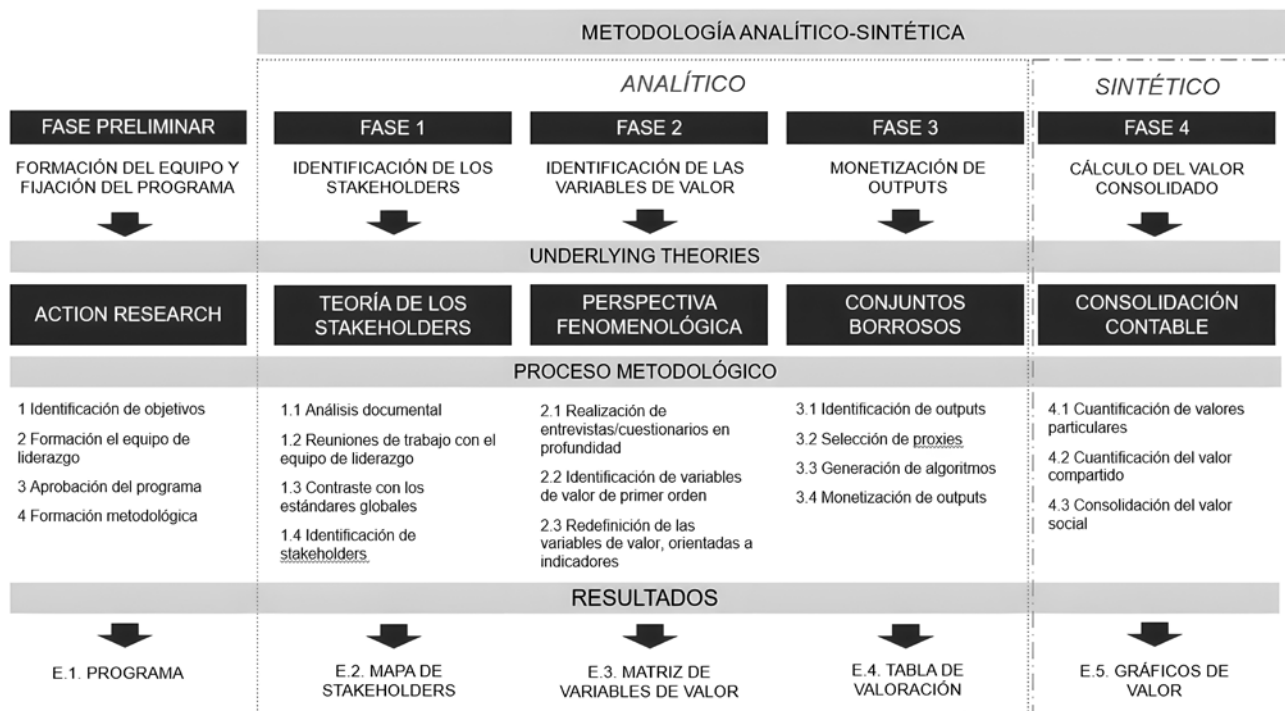 METODOLOGÍA ANALÍTICO-SINTÉTICA
ANALÍTICO
SINTÉTICO
FASE PRELIMINAR
FASE 1
FASE 2
FASE 3
FASE 4
FORMACIÓN DEL EQUIPO Y
FIJACIÓN DEL PROGRAMA
IDENTIFICACIÓN DE LOS
STAKEHOLDERS
IDENTIFICACIÓN DE LAS
VARIABLES DE VALOR
MONETIZACIÓN DE
OUTPUTS
CÁLCULO DEL VALOR
CONSOLIDADO
UNDERLYING THEORIES
ACTION RESEARCH
TEORÍA DE LOS
STAKEHOLDERS
PERSPECTIVA
FENOMENOLÓGICA
CONJUNTOS
BORROSOS
CONSOLIDACIÓN
CONTABLE
PROCESO METODOLÓGICO
1 Identificación de objetivos
2 Formación el equipo de
liderazgo
3 Aprobación del programa
4 Formación metodológica
1.1 Análisis documental
1.2 Reuniones de trabajo con el
equipo de liderazgo
1.3 Contraste con los
estándares globales
1.4 Identificación de
stakeholders
2.1 Realización de
entrevistas/cuestionarios en
profundidad
2.2 Identificación de variables
de valor de primer orden
2.3 Redefinición de las
variables de valor, orientadas a
indicadores
3.1 Identificación de outputs
3.2 Selección de proxies
3.3 Generación de algoritmos
3.4 Monetización de outputs
4.1 Cuantificación de valores
particulares
4.2 Cuantificación del valor
compartido
4.3 Consolidación del valor
social
RESULTADOS
E.1. PROGRAMA
E.2. MAPA DE
STAKEHOLDERS
E.3. MATRIZ DE
VARIABLES DE VALOR
E.4. TABLA DE
VALORACIÓN
E.5. GRÁFICOS DE
VALOR